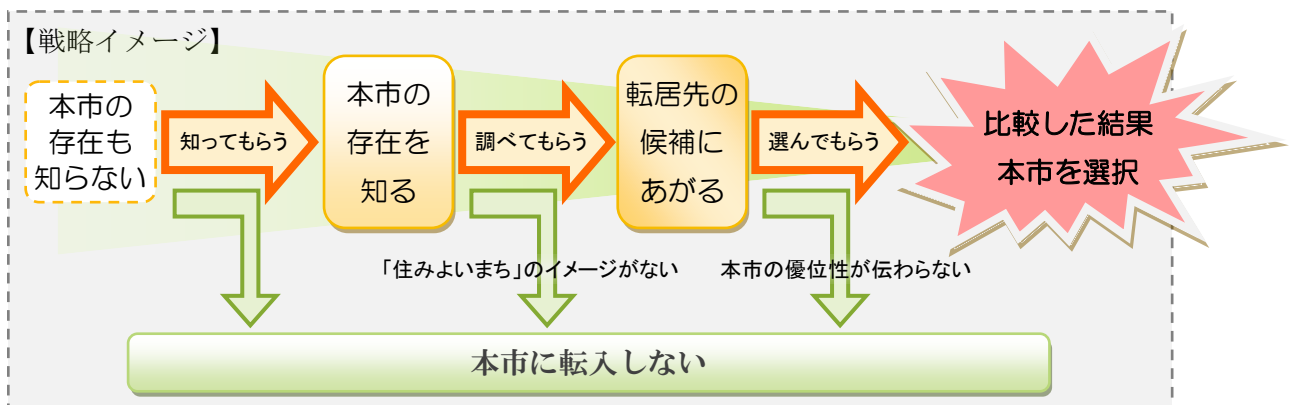 【戦略イメージ】
本市の
存在も
知らない
知ってもらう
本市の
存在を
知る
調べてもらう
転居先の
候補に
あがる
選んでもらう
比較した結果
本市を選択
「住みよいまち」のイメージがない
本市の優位性が伝わらない
本市に転入しない